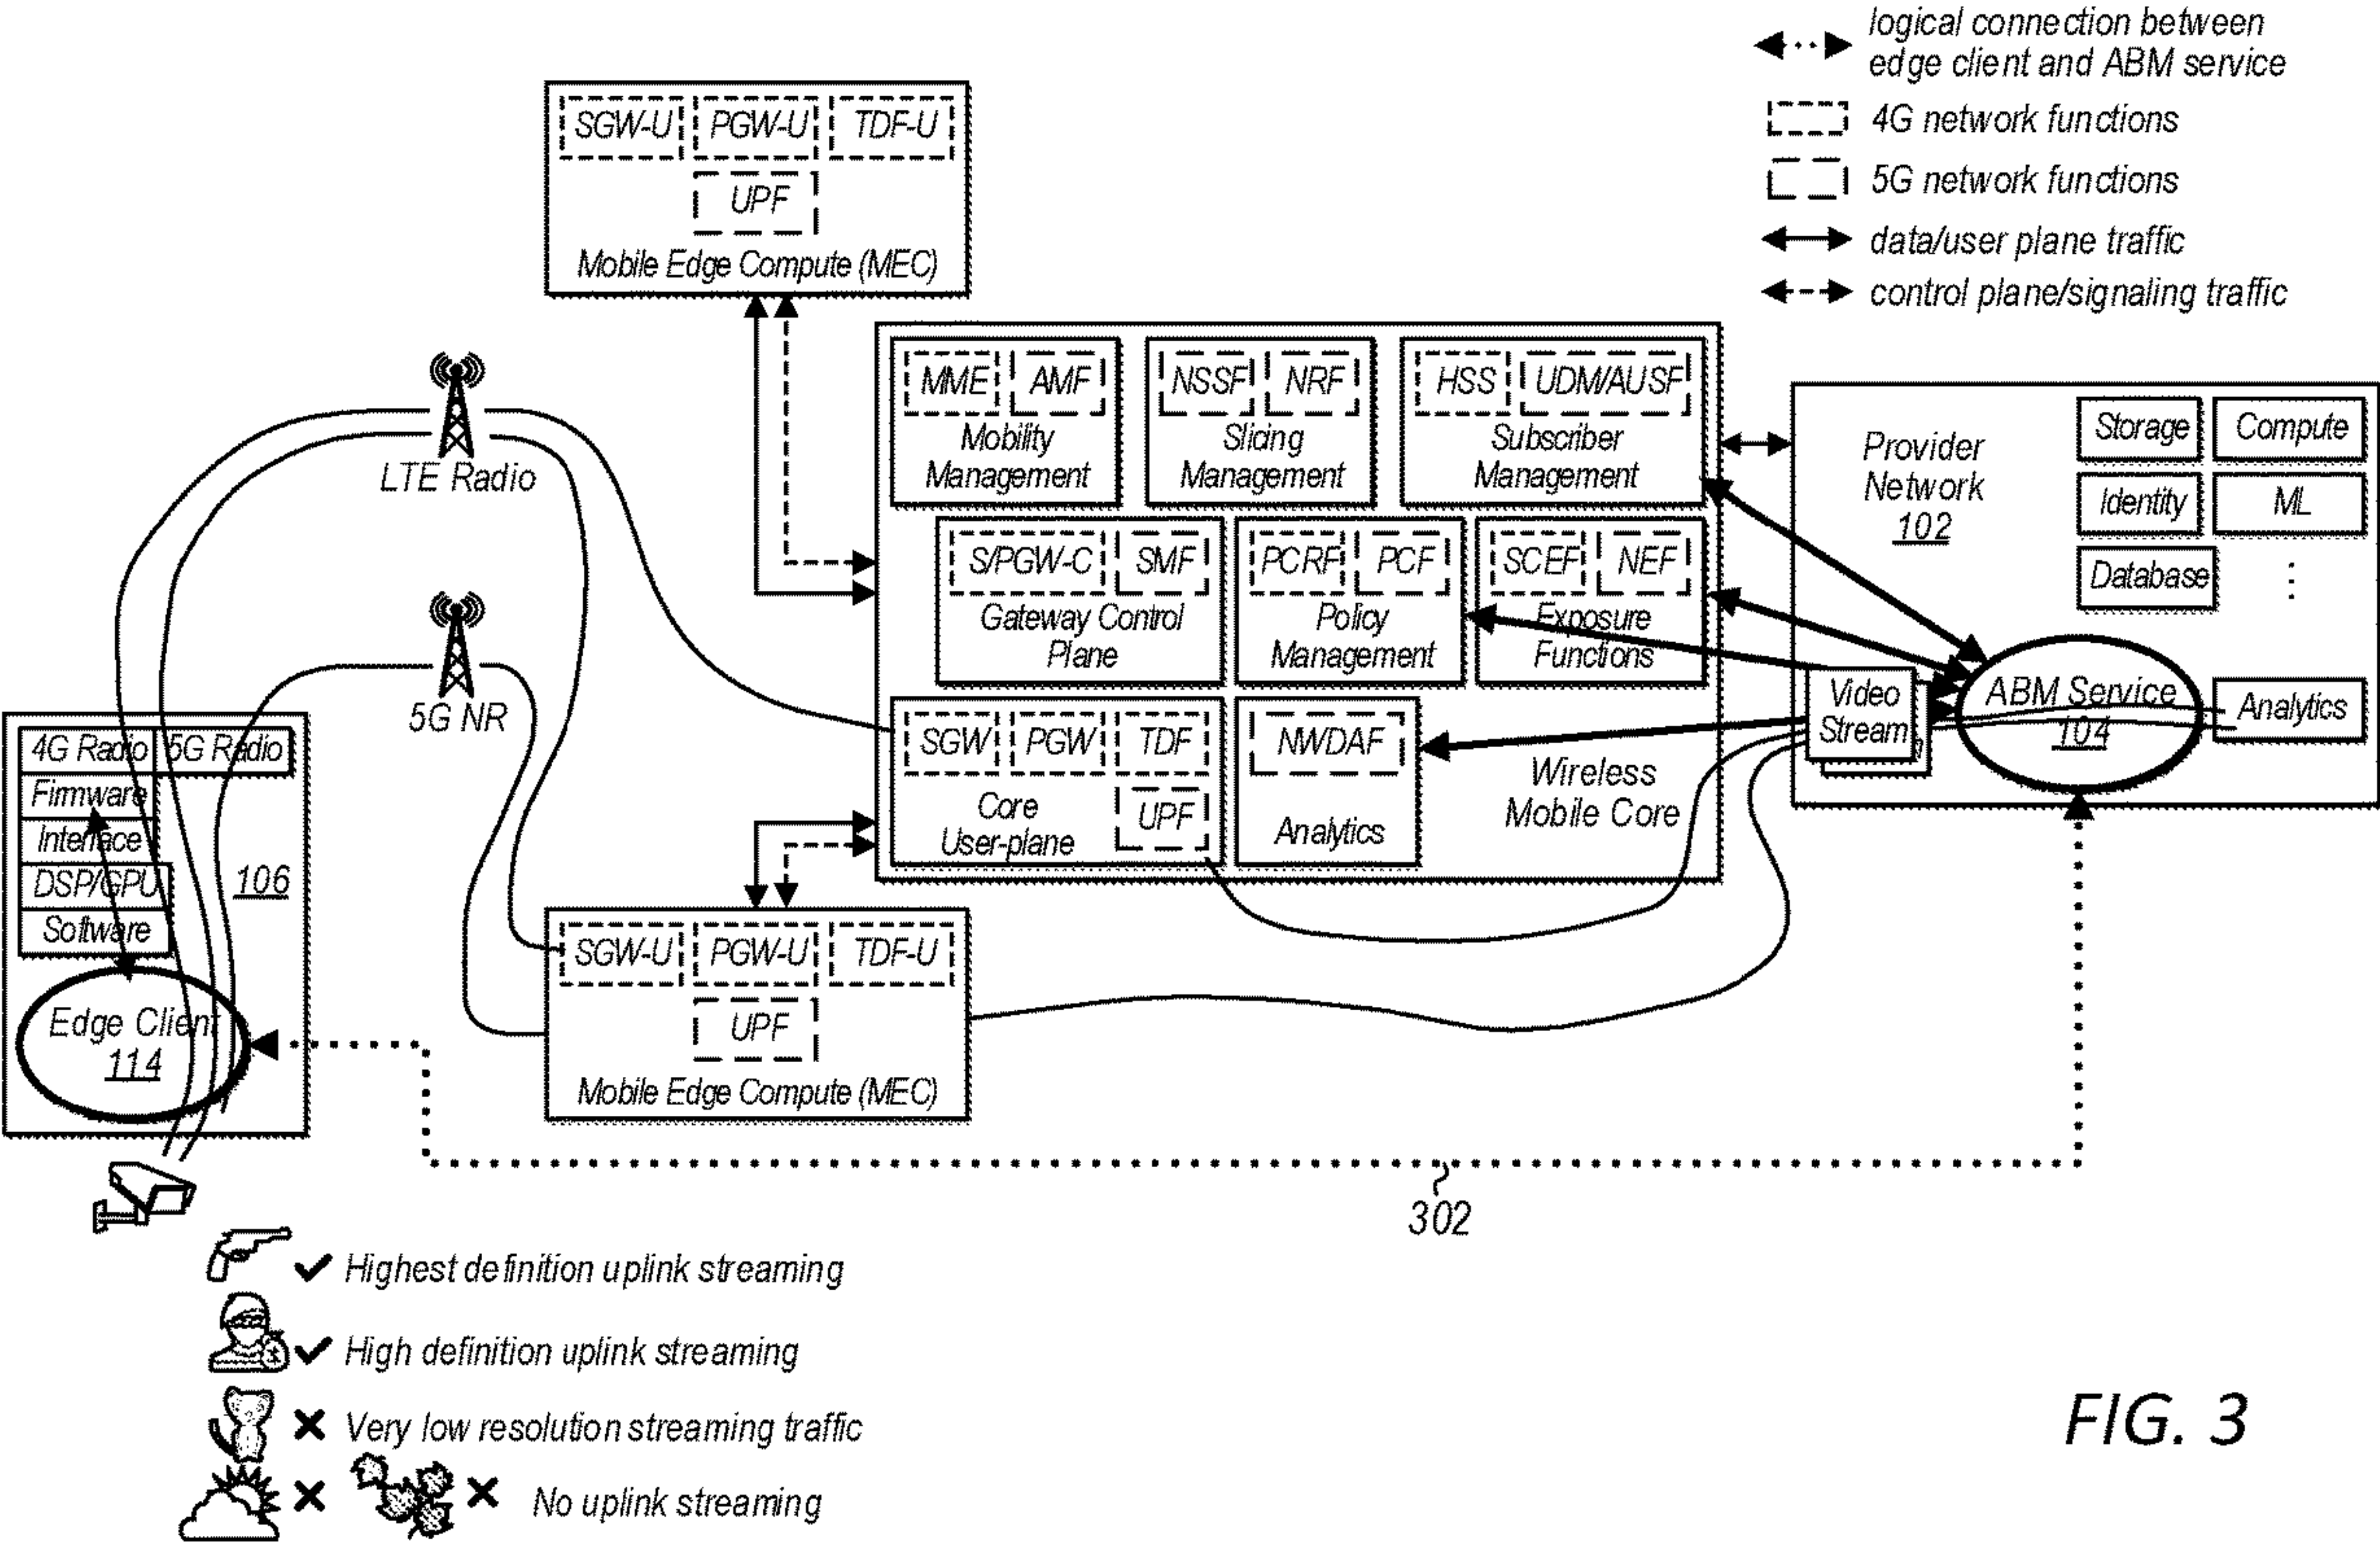 logical connection between
edge client and ABM service
4G network functions
5G network functions
data/user plane traffic
control plane/signaling traffic
SGW-U PGW-U TDF-U
UPF
Mobile Edge Compute (MEC)
LTE Radio
5G NR
MME AMF
Mobility
Management
NSSF NRF
Slicing
Management
HSS UDM/AUSF
Subscriber
Management
S/PGW-C SMF
Gateway Control
Plane
PCRF PCF
Policy
Management
SCEF NEF
Exposure
Functions
SGW PGW TDF
UPF
Core
User-plane
NWDAF
Analytics
Wireless
Mobile Core
Provider
Network
102
Storage Compute
Identity ML
Database
⋮
Video
Stream
ABM Service
104
Analytics
4G Radio 5G Radio
Firmware
Interface
DSP/GPU
Software
106
Edge Client
114
SGW-U PGW-U TDF-U
UPF
Mobile Edge Compute (MEC)
302
Highest definition uplink streaming
High definition uplink streaming
Very low resolution streaming traffic
No uplink streaming
FIG. 3